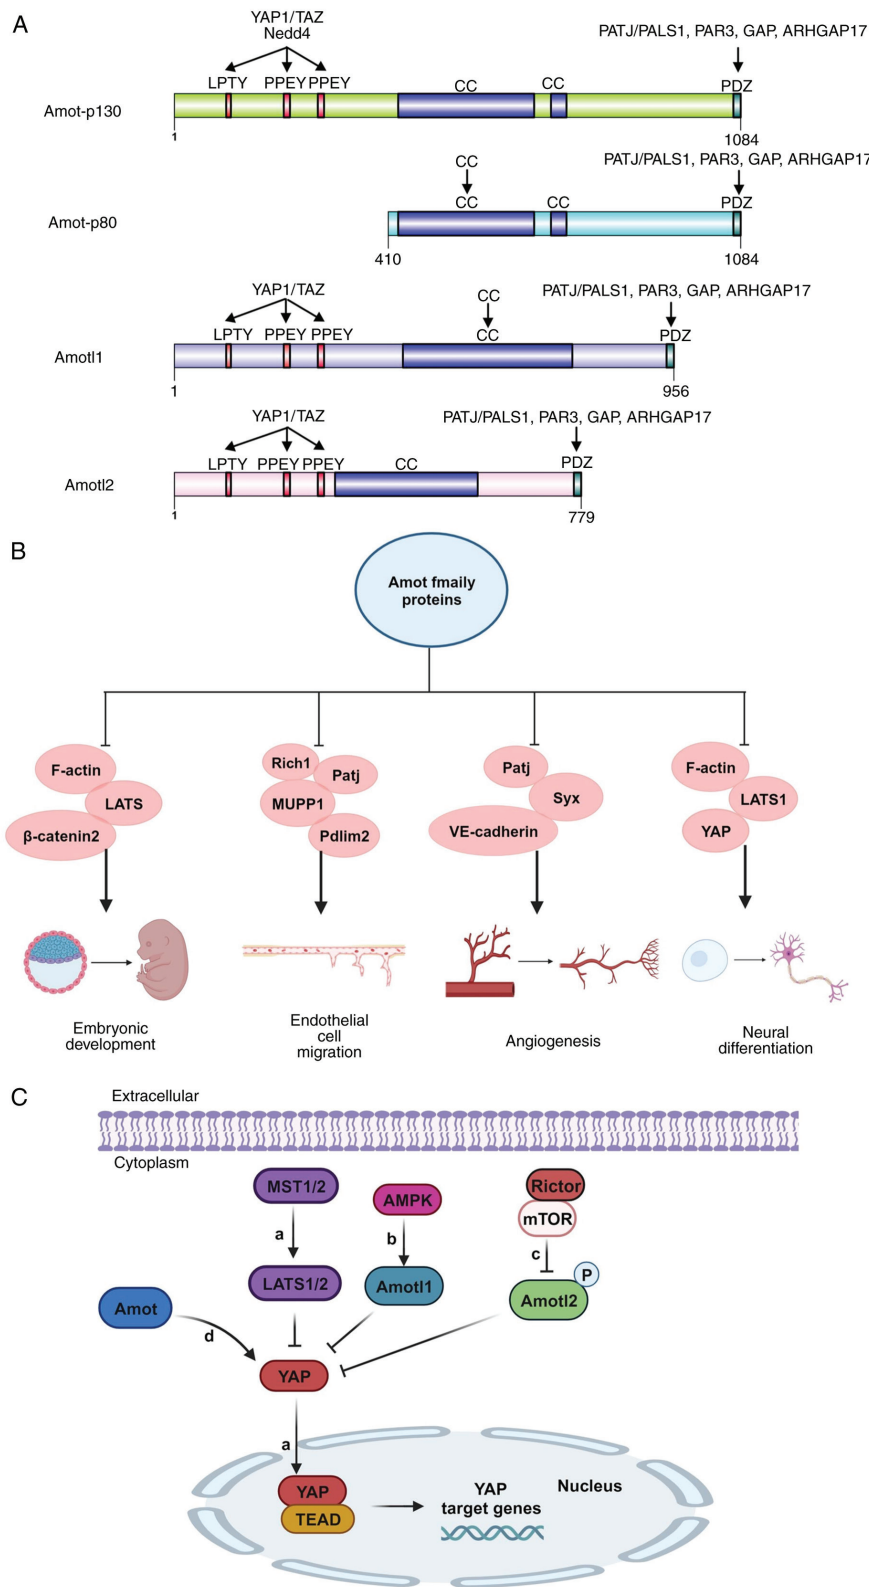 A
YAP1/TAZ
Nedd4
PATJ/PALS1, PAR3, GAP, ARHGAP17
LPTY PPEY PPEY CC CC PDZ
Amot-p130
1 1084
CC PATJ/PALS1, PAR3, GAP, ARHGAP17
CC CC PDZ
Amot-p80
410 1084
YAP1/TAZ CC PATJ/PALS1, PAR3, GAP, ARHGAP17
LPTY PPEY PPEY CC PDZ
Amotl1
1 956
YAP1/TAZ PATJ/PALS1, PAR3, GAP, ARHGAP17
LPTY PPEY PPEY CC PDZ
Amotl2
1 779
B
Amot fmaily
proteins
F-actin
LATS
β-catenin2
Rich1
Patj
MUPP1
Pdlim2
Patj
Syx
VE-cadherin
F-actin
LATS1
YAP
Embryonic
development
Endothelial
cell
migration
Angiogenesis
Neural
differentiation
C
Extracellular
Cytoplasm
MST1/2 AMPK Rictor
mTOR
a b c
LATS1/2 Amotl1 Amotl2 P
Amot
d
YAP
a
YAP
TEAD
YAP
target genes
Nucleus